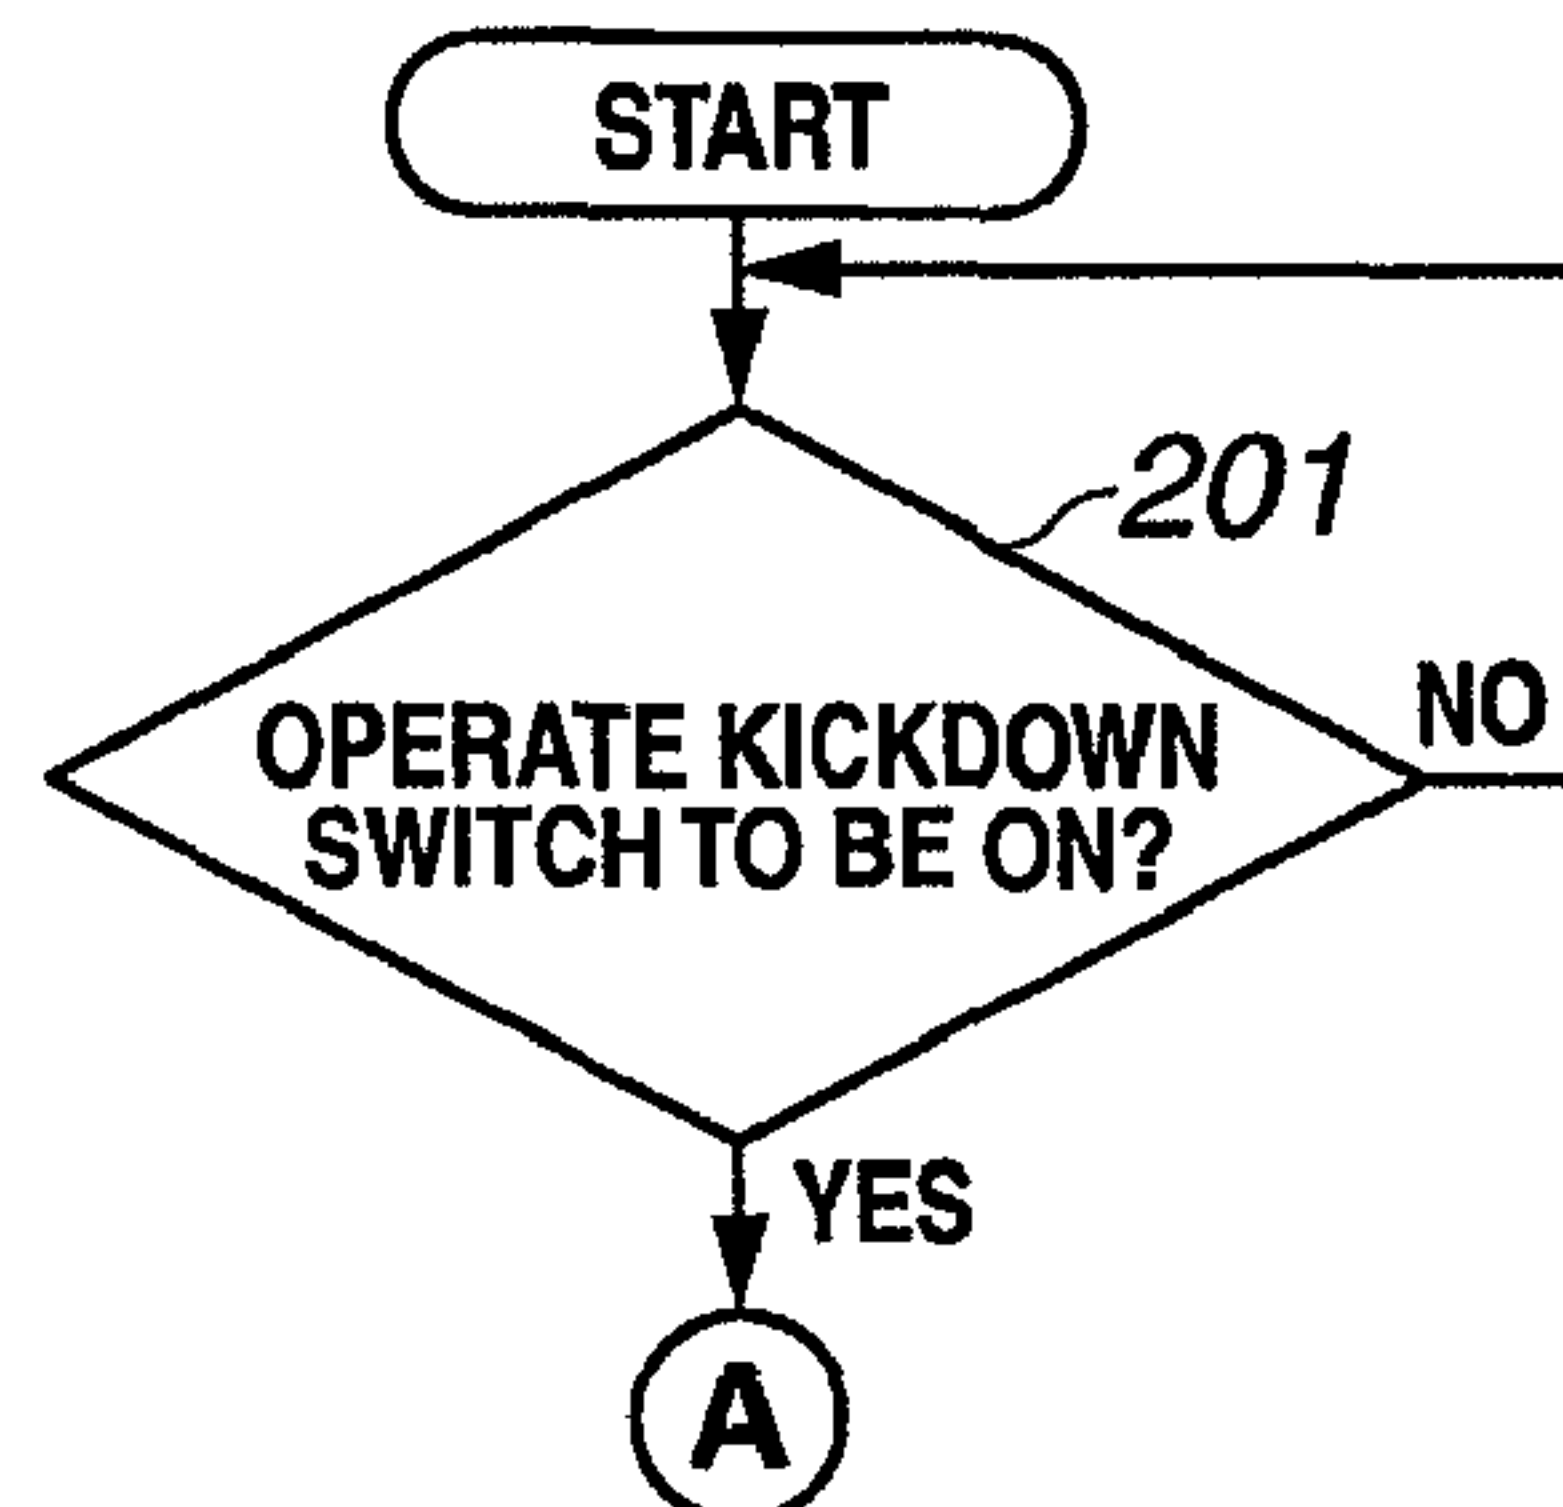 START
201
OPERATE KICKDOWN
SWITCH TO BE ON?
NO
YES
A